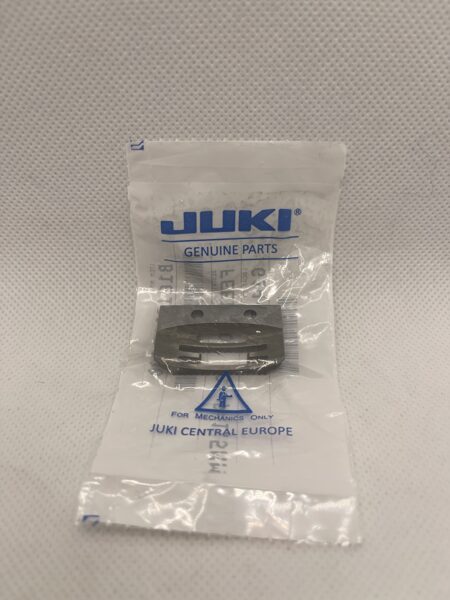 JUKI®
GENUINE PARTS
FOR MECHANICS ONLY
JUKI CENTRAL EUROPE